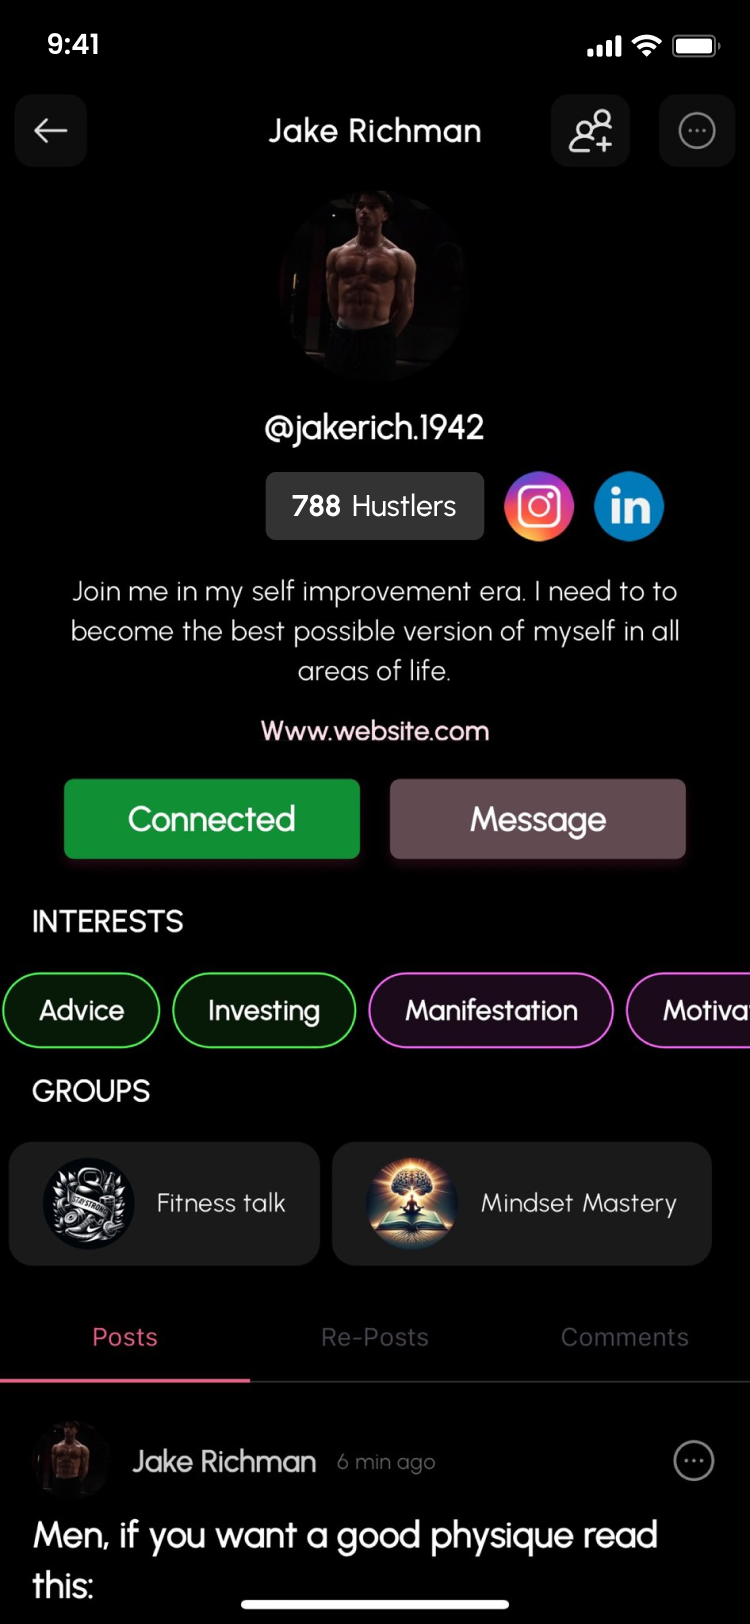 9:41
Jake Richman
@jakerich.1942
788 Hustlers
in
Join me in my self improvement era. I need to to
become the best possible version of myself in all
areas of life.
Www.website.com
Connected Message
INTERESTS
Advice Investing Manifestation Motiva
GROUPS
STAY STRONG
Fitness talk Mindset Mastery
Posts Re-Posts Comments
Jake Richman 6 min ago
Men, if you want a good physique read
this: